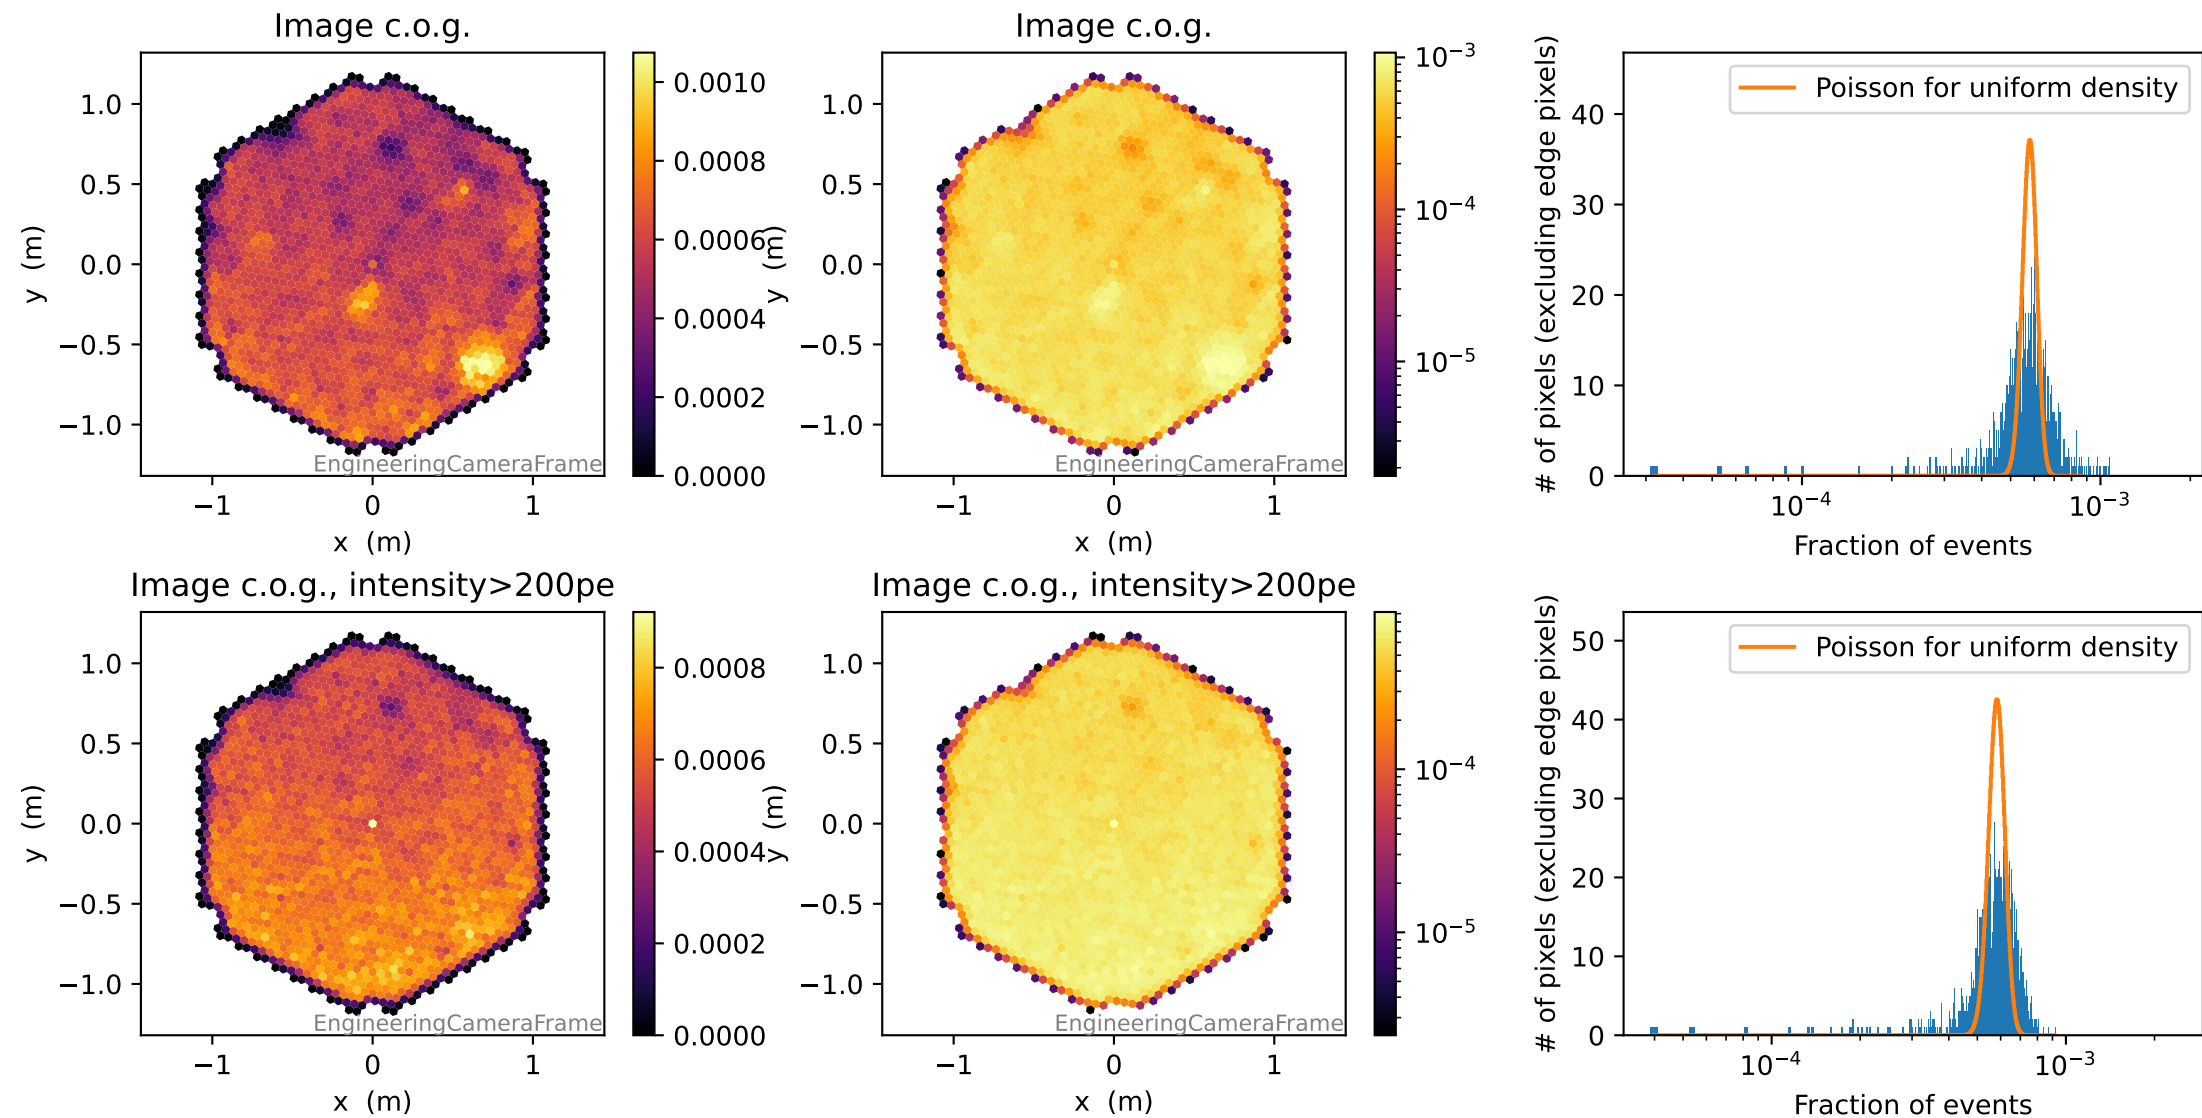 Image c.o.g.
1.0
0.5
0.0
−0.5
−1.0
y (m)
−1
0
1
x (m)
EngineeringCameraFrame
0.0010
0.0008
0.0006
0.0004
0.0002
0.0000
Image c.o.g.
1.0
0.5
0.0
−0.5
−1.0
y (m)
−1
0
1
x (m)
EngineeringCameraFrame
10⁻³
10⁻⁴
10⁻⁵
Poisson for uniform density
# of pixels (excluding edge pixels)
40
30
20
10
0
10⁻⁴
10⁻³
Fraction of events
Image c.o.g., intensity>200pe
1.0
0.5
0.0
−0.5
−1.0
y (m)
−1
0
1
x (m)
EngineeringCameraFrame
0.0008
0.0006
0.0004
0.0002
0.0000
Image c.o.g., intensity>200pe
1.0
0.5
0.0
−0.5
−1.0
y (m)
−1
0
1
x (m)
EngineeringCameraFrame
10⁻⁴
10⁻⁵
Poisson for uniform density
# of pixels (excluding edge pixels)
50
40
30
20
10
0
10⁻⁴
10⁻³
Fraction of events